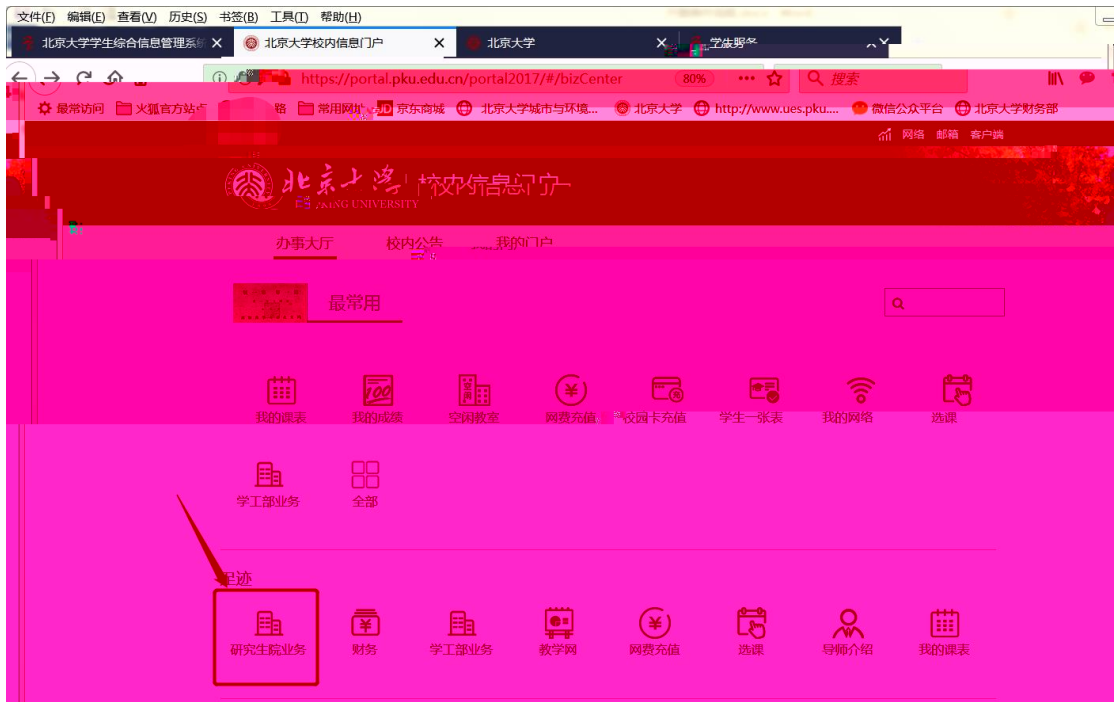 文件(F) 编辑(E) 查看(V) 历史(S) 书签(B) 工具(T) 帮助(H)
北京大学学生综合信息管理系统 北京大学校内信息门户 北京大学
https://portal.pku.edu.cn/portal2017/#/bizCenter 80% 搜索
最常访问 火狐官方站点 常用网址 JD 京东商城 北京大学城市与环境... 北京大学 http://www.ues.pku.... 微信公众平台 北京大学财务部
网络 邮箱 客户端
北京大学 校内信息门户
PEKING UNIVERSITY
办事大厅 校内公告 我的门户
最常用
我的课表 我的成绩 空闲教室 网费充值 校园卡充值 学生一张表 我的网络 选课
学工部业务 全部
足迹
研究生院业务 财务 学工部业务 教学网 网费充值 选课 导师介绍 我的课表